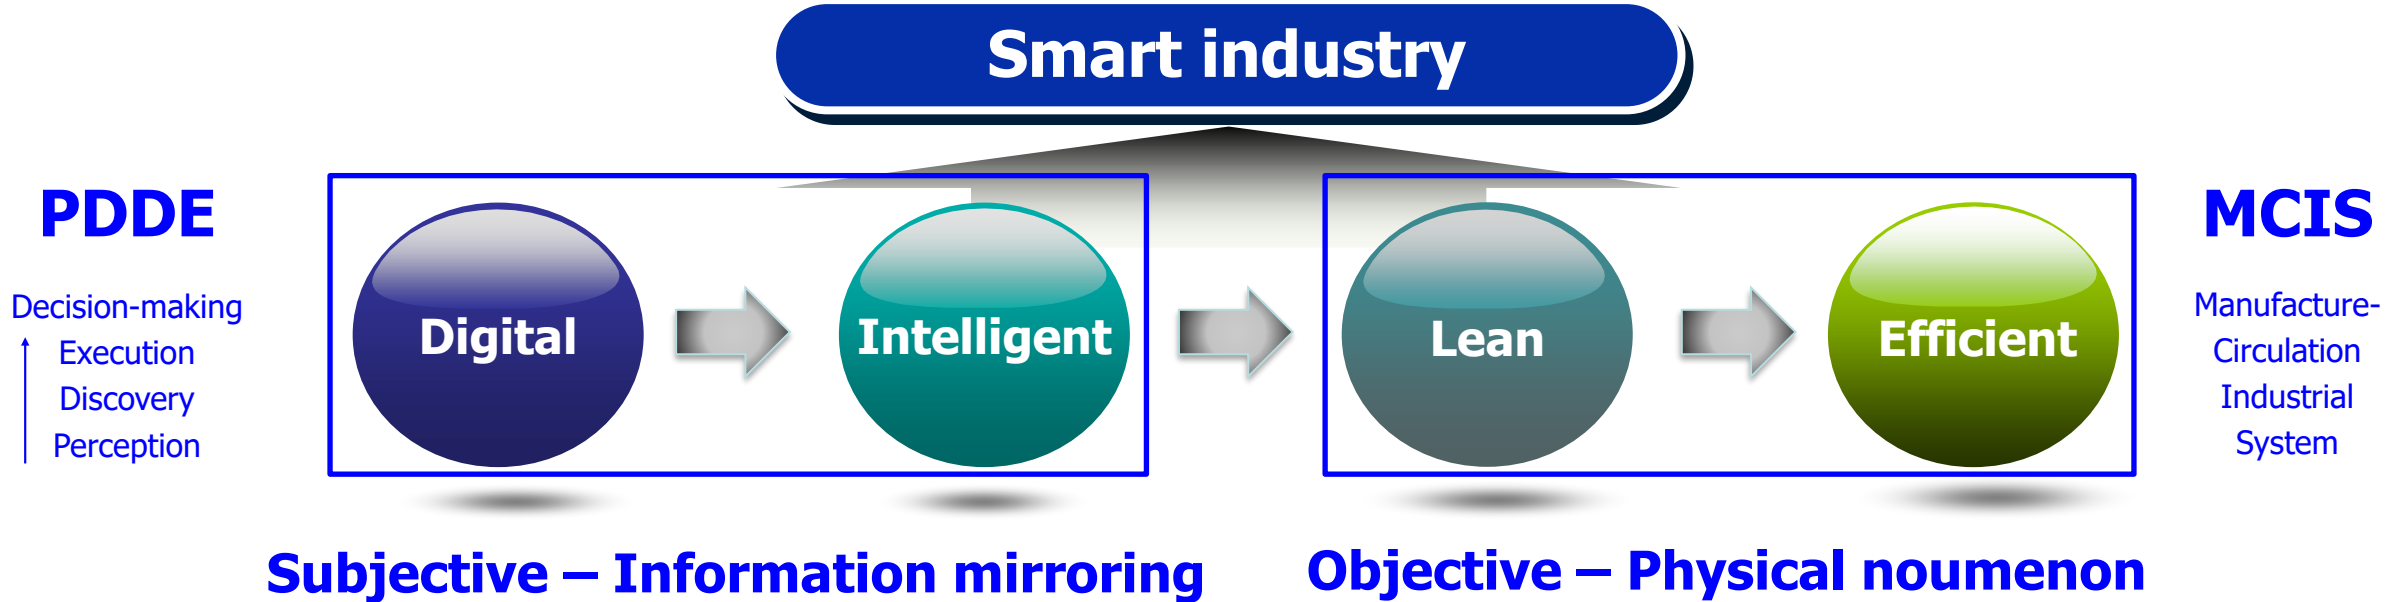 Smart industry
PDDE
Decision-making
Execution
Discovery
Perception
Digital
Intelligent
Lean
Efficient
MCIS
Manufacture-
Circulation
Industrial
System
Subjective – Information mirroring
Objective – Physical noumenon